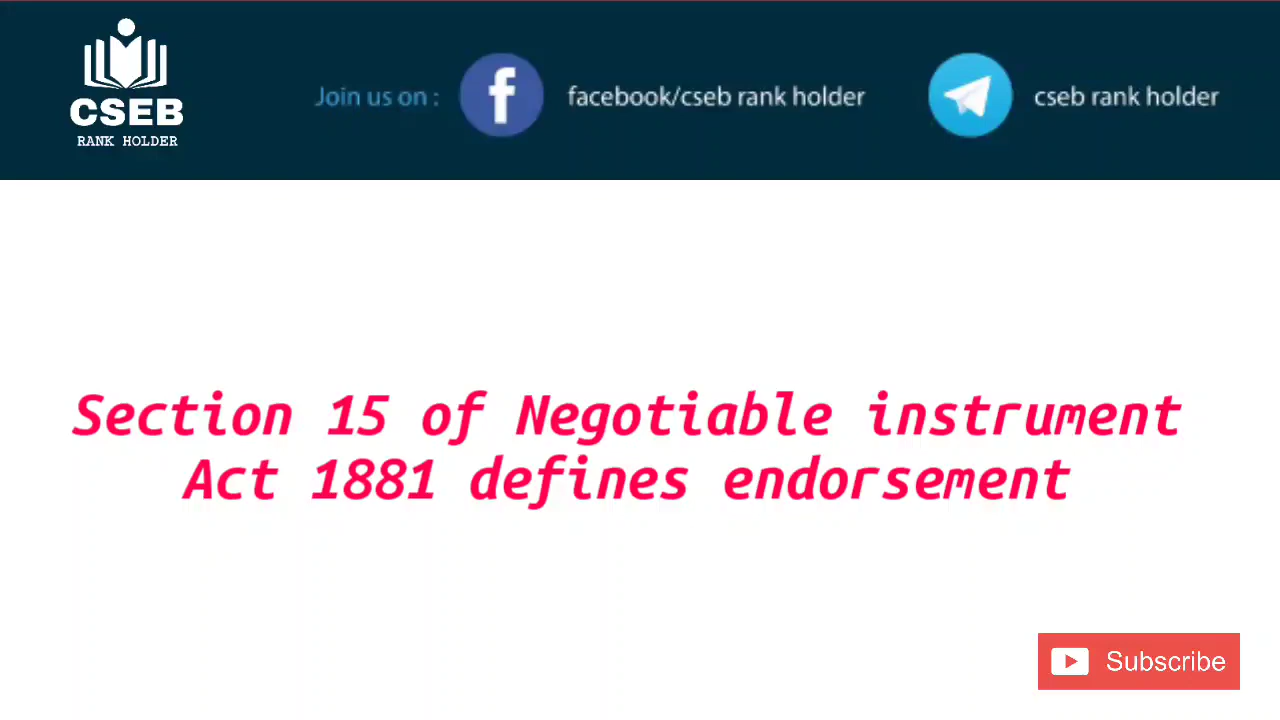 CSEB
RANK HOLDER
Join us on :
facebook/cseb rank holder
cseb rank holder
Section 15 of Negotiable instrument
Act 1881 defines endorsement
Subscribe